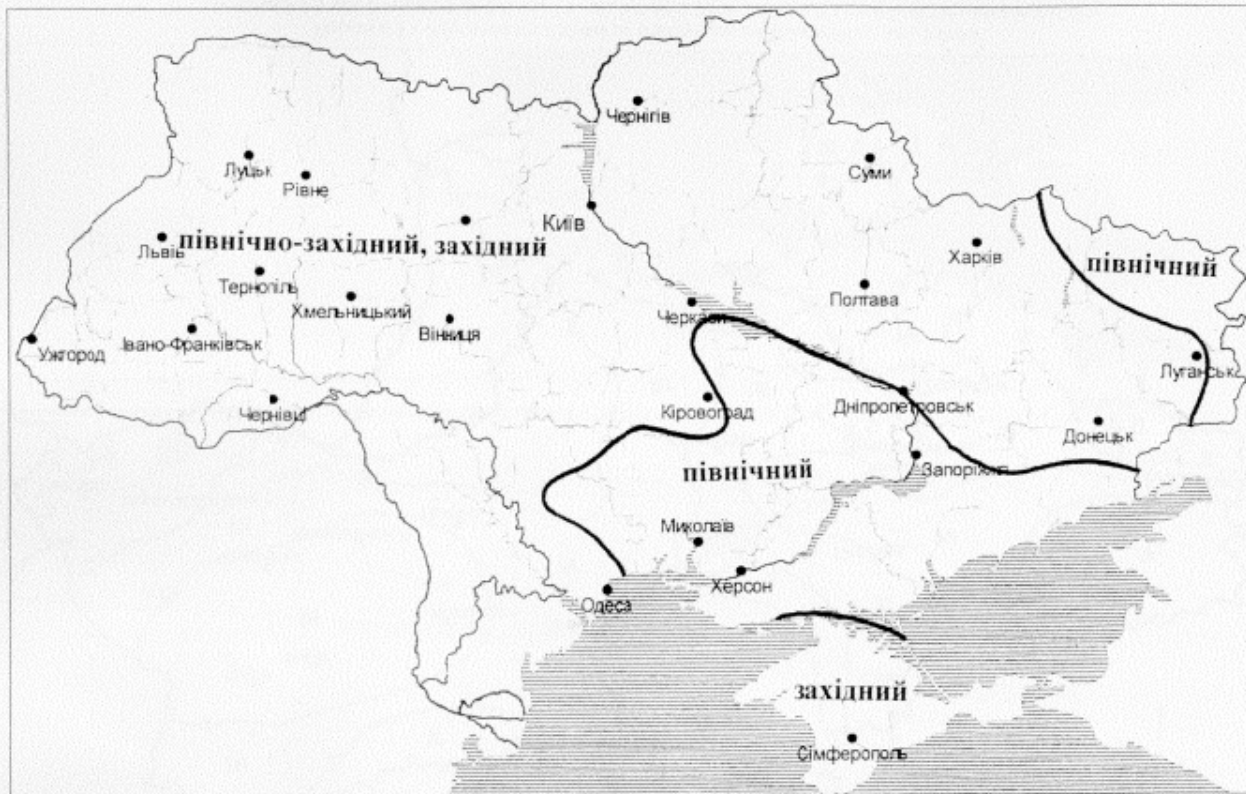 Чернігів
Луцьк
Рівне
Суми
Київ
північно-західний, західний
Львів
Харків
північний
Тернопіль
Хмельницький
Полтава
Черкаси
Вінниця
Івано-Франківськ
Ужгород
Луганськ
Чернівці
Кіровоград
Дніпропетровськ
Донецьк
північний
Запоріжжя
Миколаїв
Херсон
Одеса
західний
Сімферополь